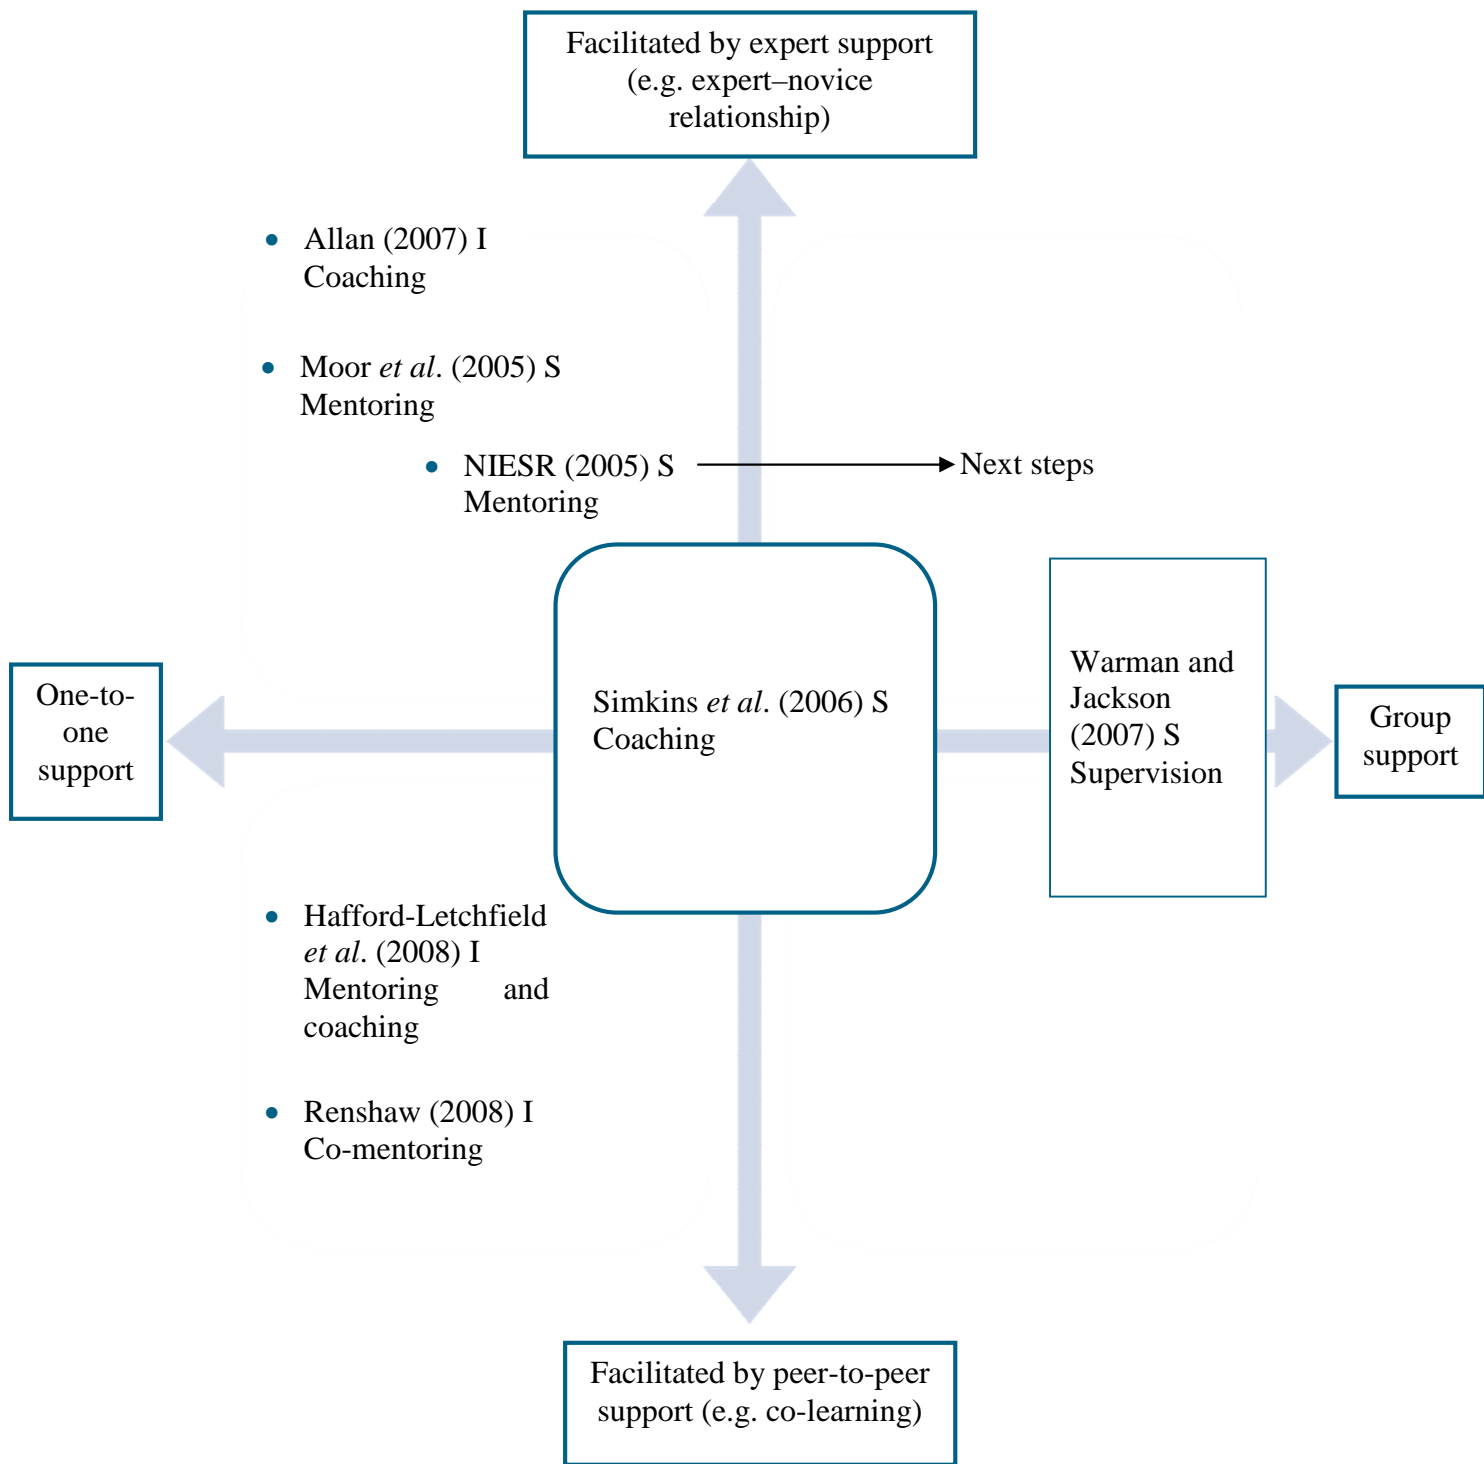 Facilitated by expert support
(e.g. expert–novice
relationship)
• Allan (2007) I
Coaching
• Moor et al. (2005) S
Mentoring
• NIESR (2005) S
Mentoring
Next steps
One-to-
one
support
Simkins et al. (2006) S
Coaching
Warman and
Jackson
(2007) S
Supervision
Group
support
• Hafford-Letchfield
et al. (2008) I
Mentoring and
coaching
• Renshaw (2008) I
Co-mentoring
Facilitated by peer-to-peer
support (e.g. co-learning)